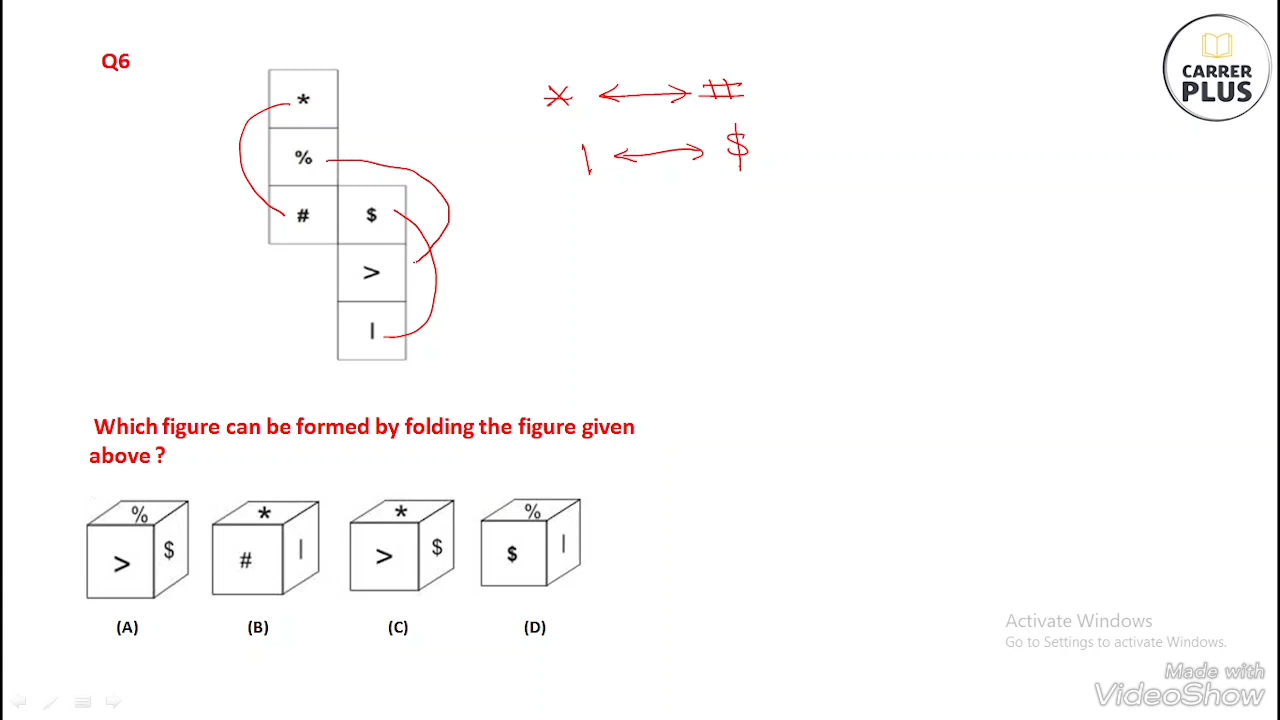 Q6
CARRER
PLUS
*
%
# $
>
|
* ↔ #
| ↔ $
Which figure can be formed by folding the figure given
above ?
% > $
* # |
* > $
% $ |
(A) (B) (C) (D)
Activate Windows
Go to Settings to activate Windows.
Made with
VideoShow